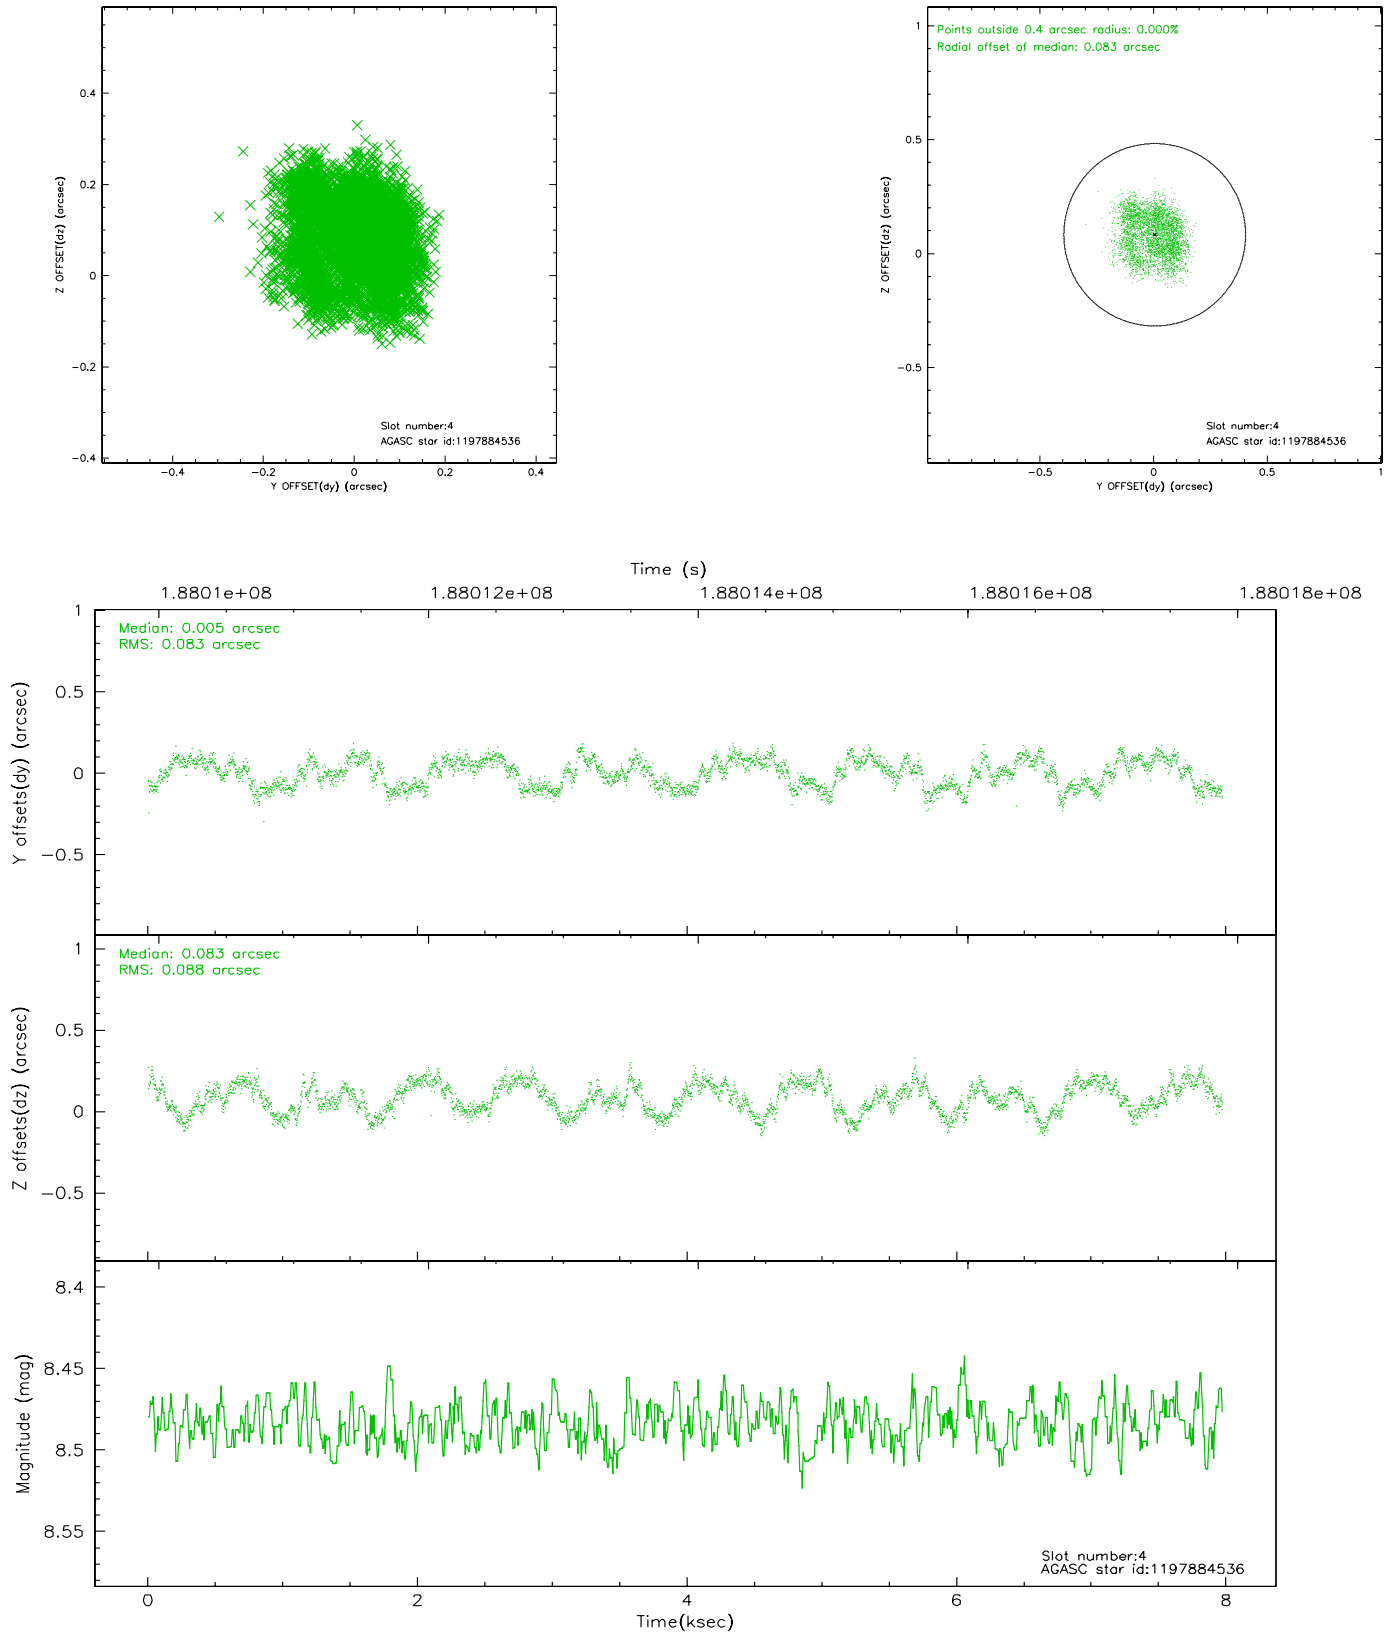 0.4
0.2
0
−0.2
−0.4
Z OFFSET(dz) (arcsec)
−0.4
−0.2
0
0.2
0.4
Y OFFSET(dy) (arcsec)
Slot number:4
AGASC star id:1197884536
Points outside 0.4 arcsec radius: 0.000%
Radial offset of median: 0.083 arcsec
1
0.5
0
−0.5
Z OFFSET(dz) (arcsec)
−0.5
0
0.5
1
Y OFFSET(dy) (arcsec)
Slot number:4
AGASC star id:1197884536
Time (s)
1.8801e+08
1.88012e+08
1.88014e+08
1.88016e+08
1.88018e+08
Median: 0.005 arcsec
RMS: 0.083 arcsec
1
0.5
0
−0.5
Y offsets(dy) (arcsec)
Median: 0.083 arcsec
RMS: 0.088 arcsec
1
0.5
0
−0.5
Z offsets(dz) (arcsec)
8.4
8.45
8.5
8.55
Magnitude (mag)
Slot number:4
AGASC star id:1197884536
0
2
4
6
8
Time(ksec)